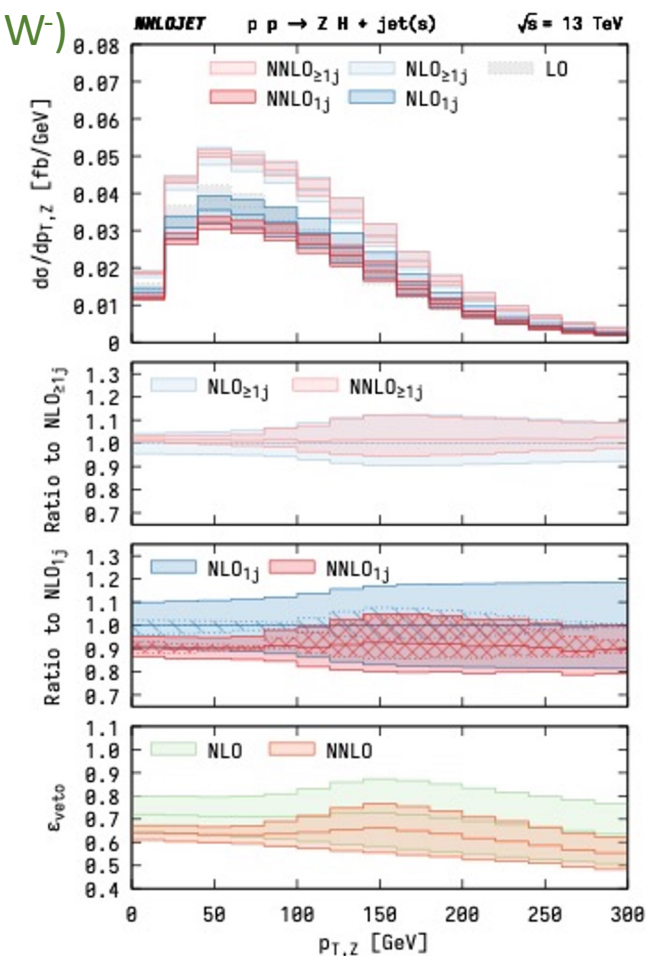 W-)
NNLOJET p p → Z H + jet(s) √s = 13 TeV
NNLO≥1j NLO≥1j LO
NNLO1j NLO1j
dσ/dpT,Z [fb/GeV]
0.08
0.07
0.06
0.05
0.04
0.03
0.02
0.01
0
NLO≥1j NNLO≥1j
Ratio to NLO≥1j
1.3
1.2
1.1
1.0
0.9
0.8
0.7
NLO1j NNLO1j
Ratio to NLO1j
1.3
1.2
1.1
1.0
0.9
0.8
0.7
NLO NNLO
εveto
1.1
1.0
0.9
0.8
0.7
0.6
0.5
0.4
0 50 100 150 200 250 300
pT,Z [GeV]